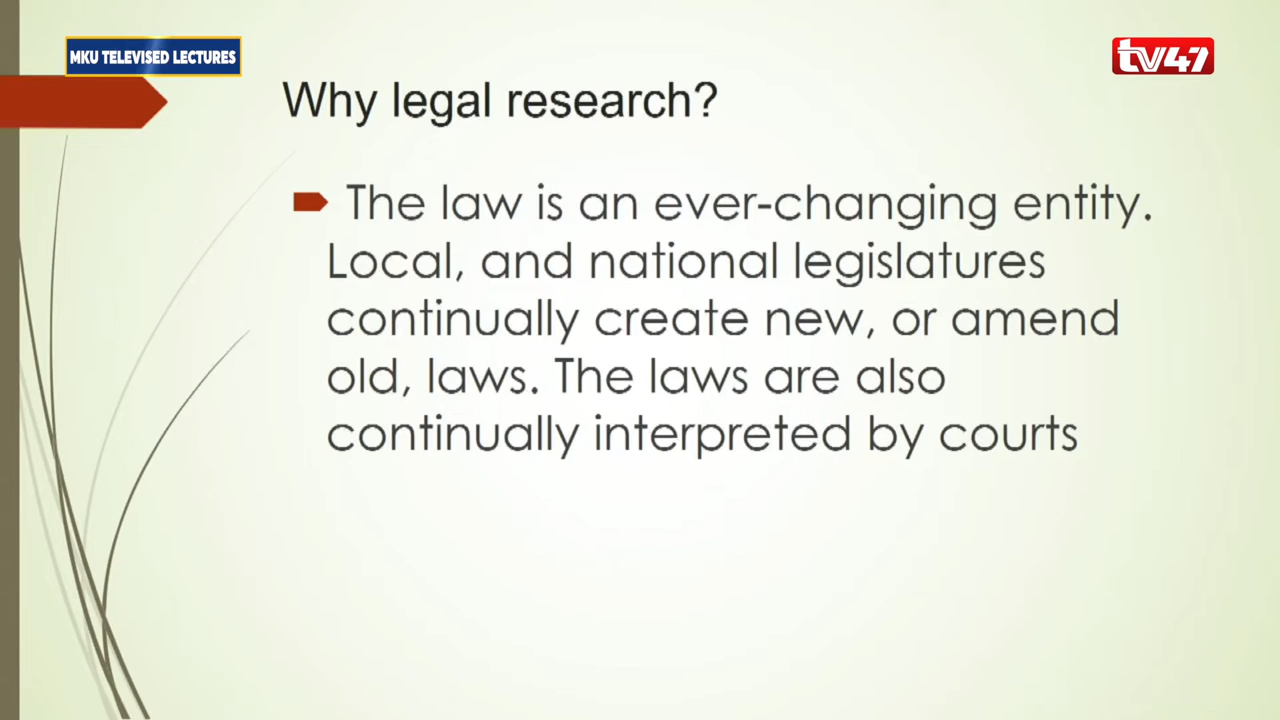 MKU TELEVISED LECTURES
tv47
Why legal research?
The law is an ever-changing entity.
Local, and national legislatures
continually create new, or amend
old, laws. The laws are also
continually interpreted by courts